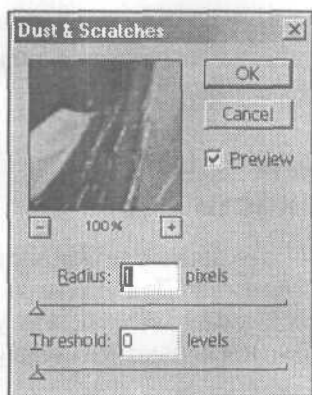 Dust & Scratches
OK
Cancel
Preview
100%
Radius: 1 pixels
Threshold: 0 levels